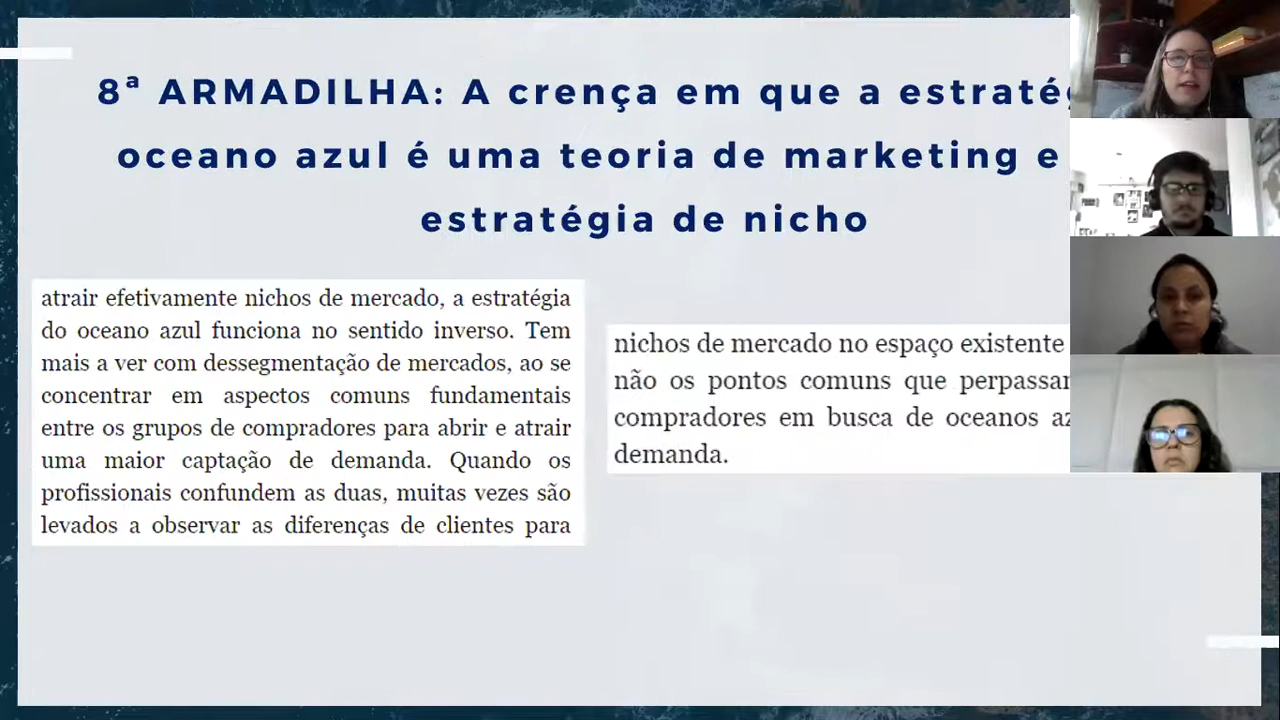 8ª ARMADILHA: A crença em que a
oceano azul é uma teoria de marketing e
estratégia de nicho
atrair efetivamente nichos de mercado, a estratégia
do oceano azul funciona no sentido inverso. Tem
mais a ver com dessegmentação de mercados, ao se
concentrar em aspectos comuns fundamentais
entre os grupos de compradores para abrir e atrair
uma maior captação de demanda. Quando os
profissionais confundem as duas, muitas vezes são
levados a observar as diferenças de clientes para
nichos de mercado no espaço existente
não os pontos comuns que
compradores em busca de oceanos
demanda.